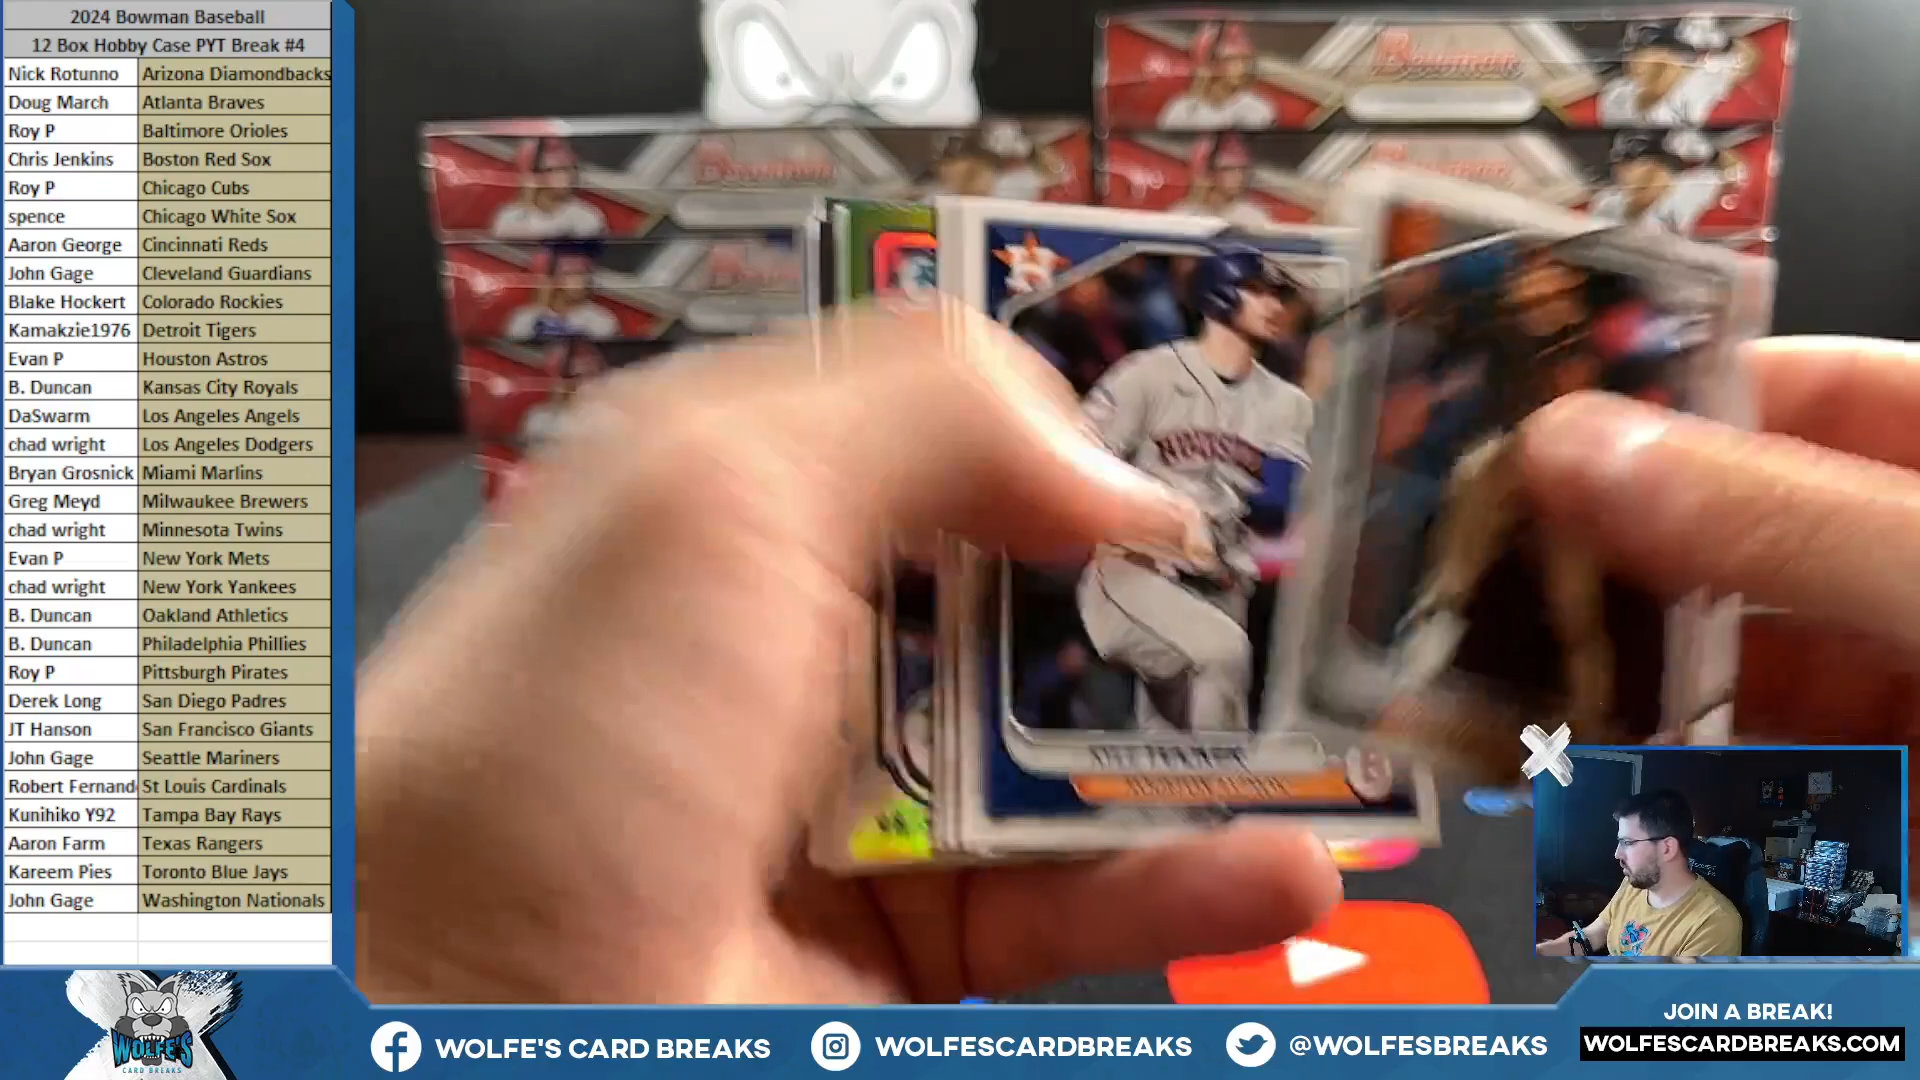 2024 Bowman Baseball
12 Box Hobby Case PYT Break #4
Nick Rotunno Arizona Diamondbacks
Doug March Atlanta Braves
Roy P Baltimore Orioles
Chris Jenkins Boston Red Sox
Roy P Chicago Cubs
spence Chicago White Sox
Aaron George Cincinnati Reds
John Gage Cleveland Guardians
Blake Hockert Colorado Rockies
Kamakzie1976 Detroit Tigers
Evan P Houston Astros
B. Duncan Kansas City Royals
DaSwarm Los Angeles Angels
chad wright Los Angeles Dodgers
Bryan Grosnick Miami Marlins
Greg Meyd Milwaukee Brewers
chad wright Minnesota Twins
Evan P New York Mets
chad wright New York Yankees
B. Duncan Oakland Athletics
B. Duncan Philadelphia Phillies
Roy P Pittsburgh Pirates
Derek Long San Diego Padres
JT Hanson San Francisco Giants
John Gage Seattle Mariners
Robert Fernand St Louis Cardinals
Kunihiko Y92 Tampa Bay Rays
Aaron Farm Texas Rangers
Kareem Pies Toronto Blue Jays
John Gage Washington Nationals
Bowman
Bowman
Bowman
H
WOLFE'S
CARD BREAKS
WOLFE'S CARD BREAKS
WOLFESCARDBREAKS
@WOLFESBREAKS
JOIN A BREAK!
WOLFESCARDBREAKS.COM